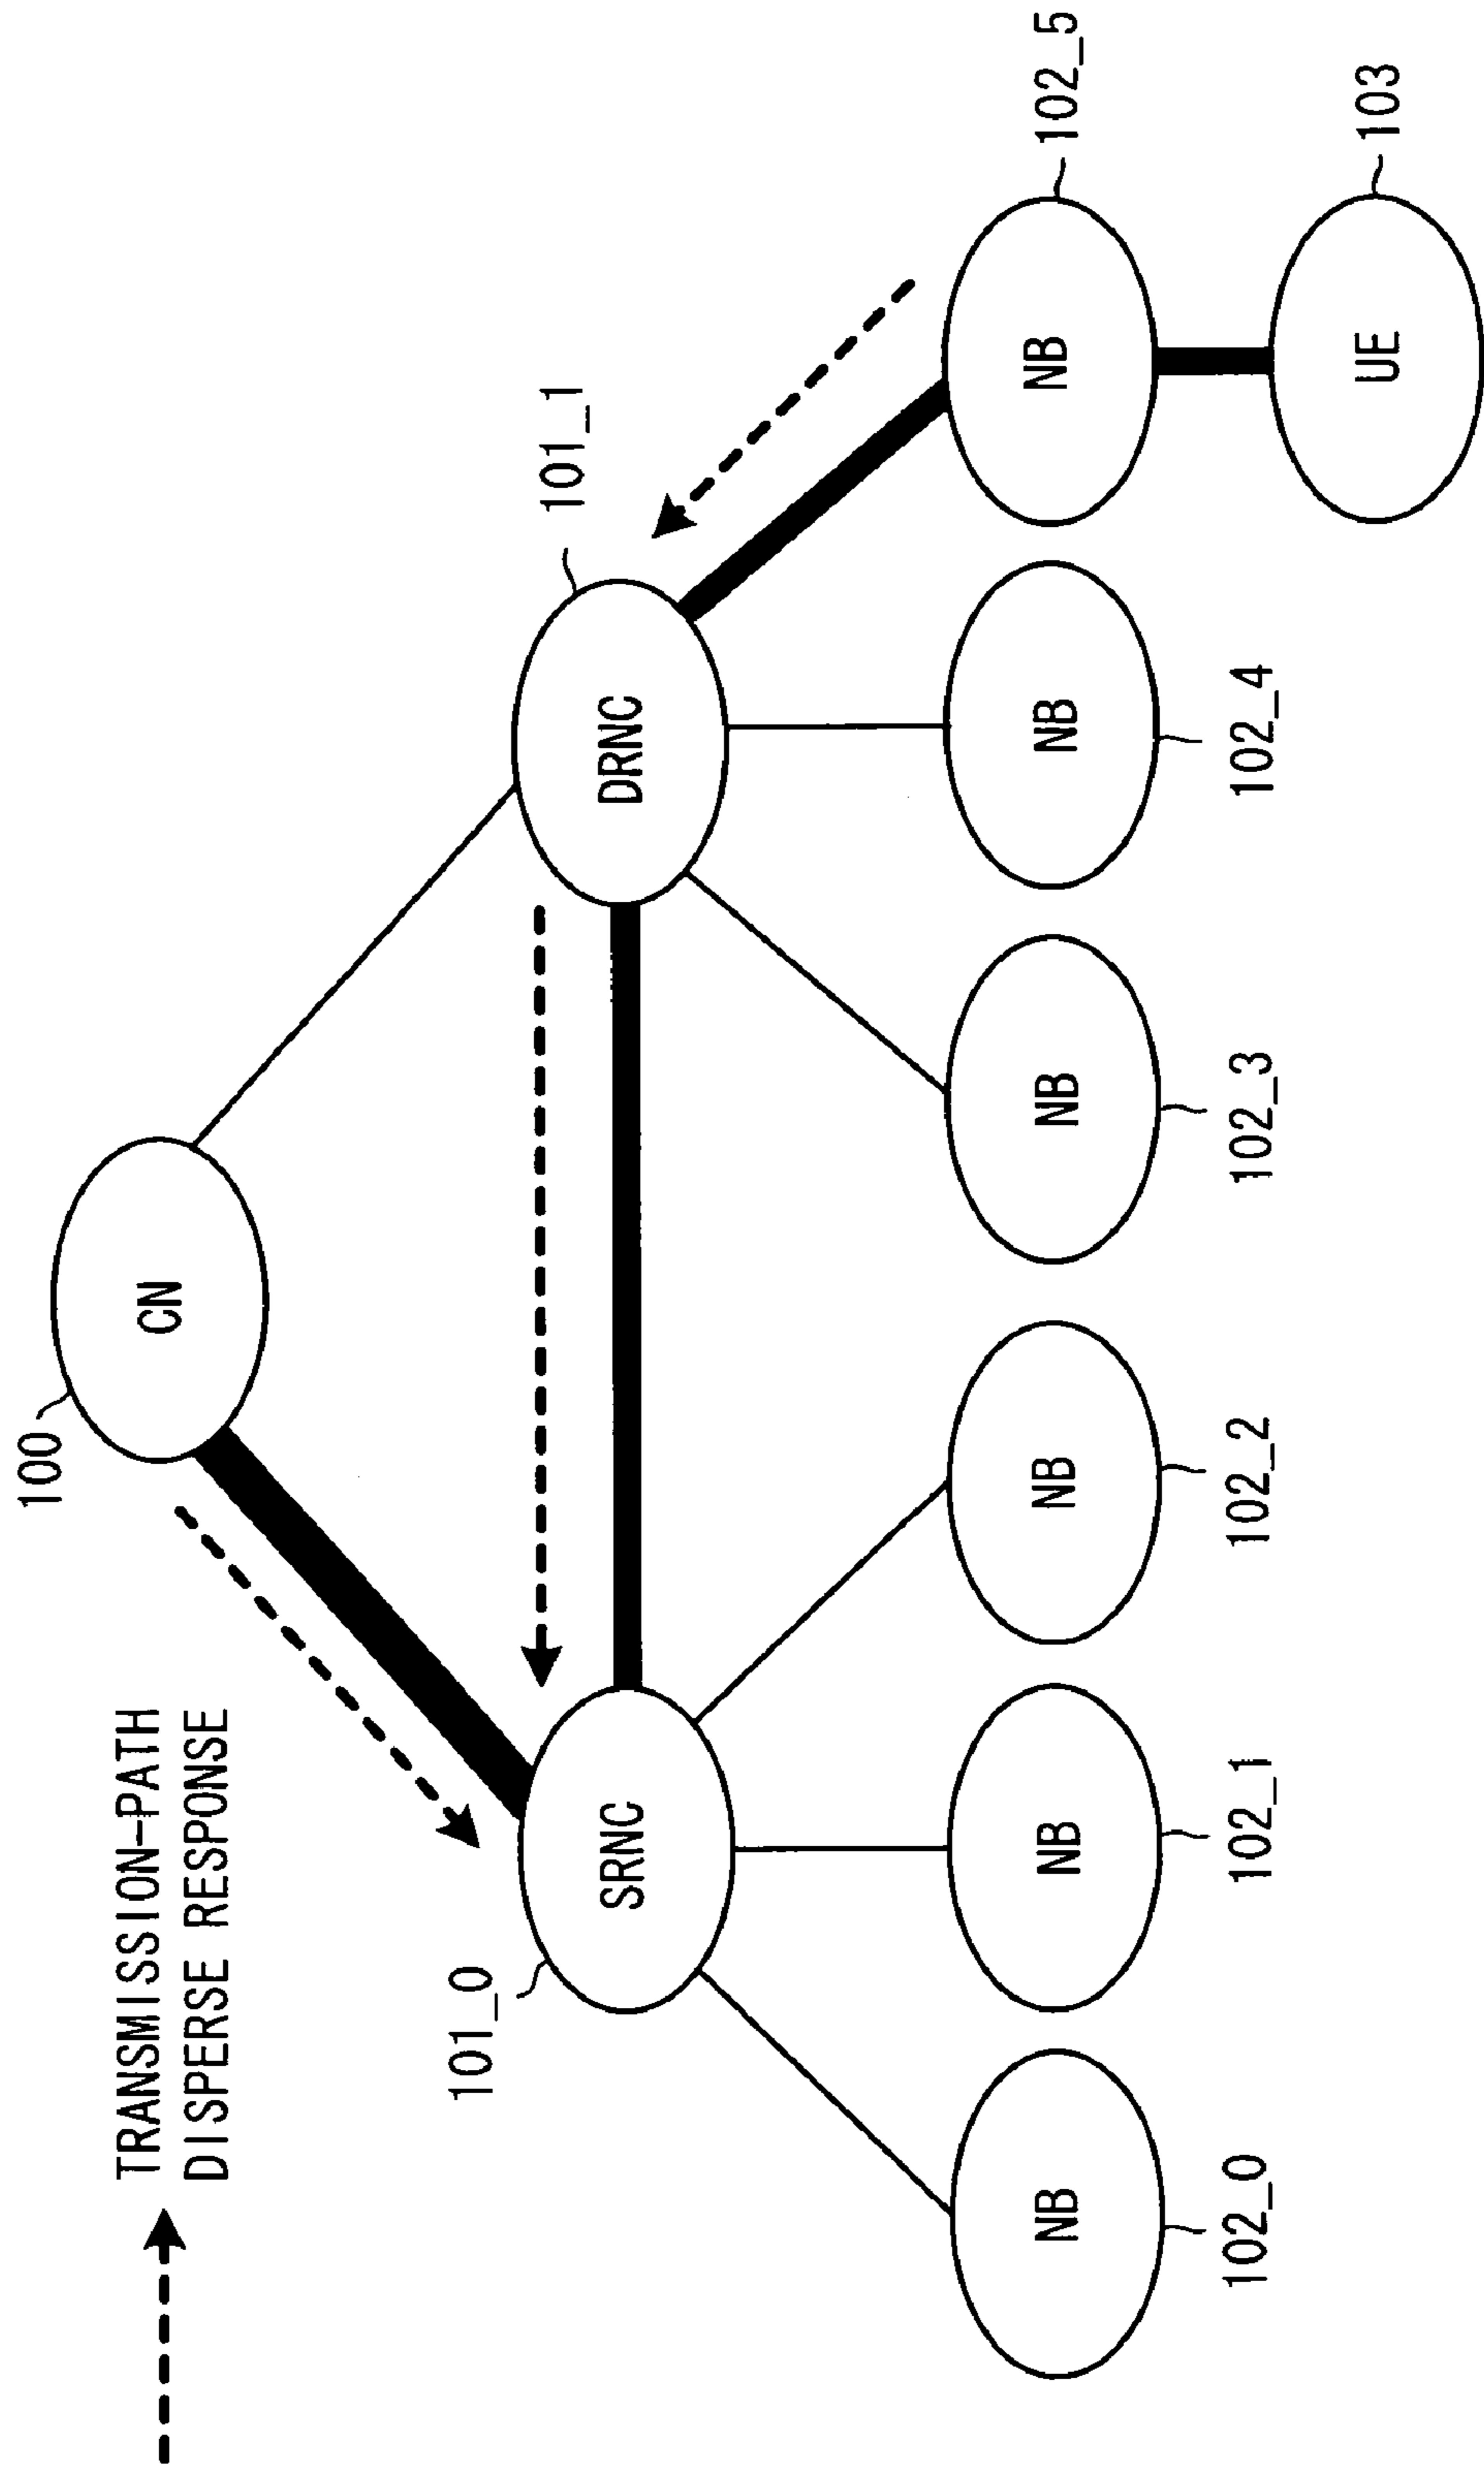 TRANSMISSION-PATH
DISPERSE RESPONSE
100
CN
101_0
SRNC
101_1
DRNC
NB
NB
NB
NB
NB
NB
102_5
102_0
102_1
102_2
102_3
102_4
UE
103